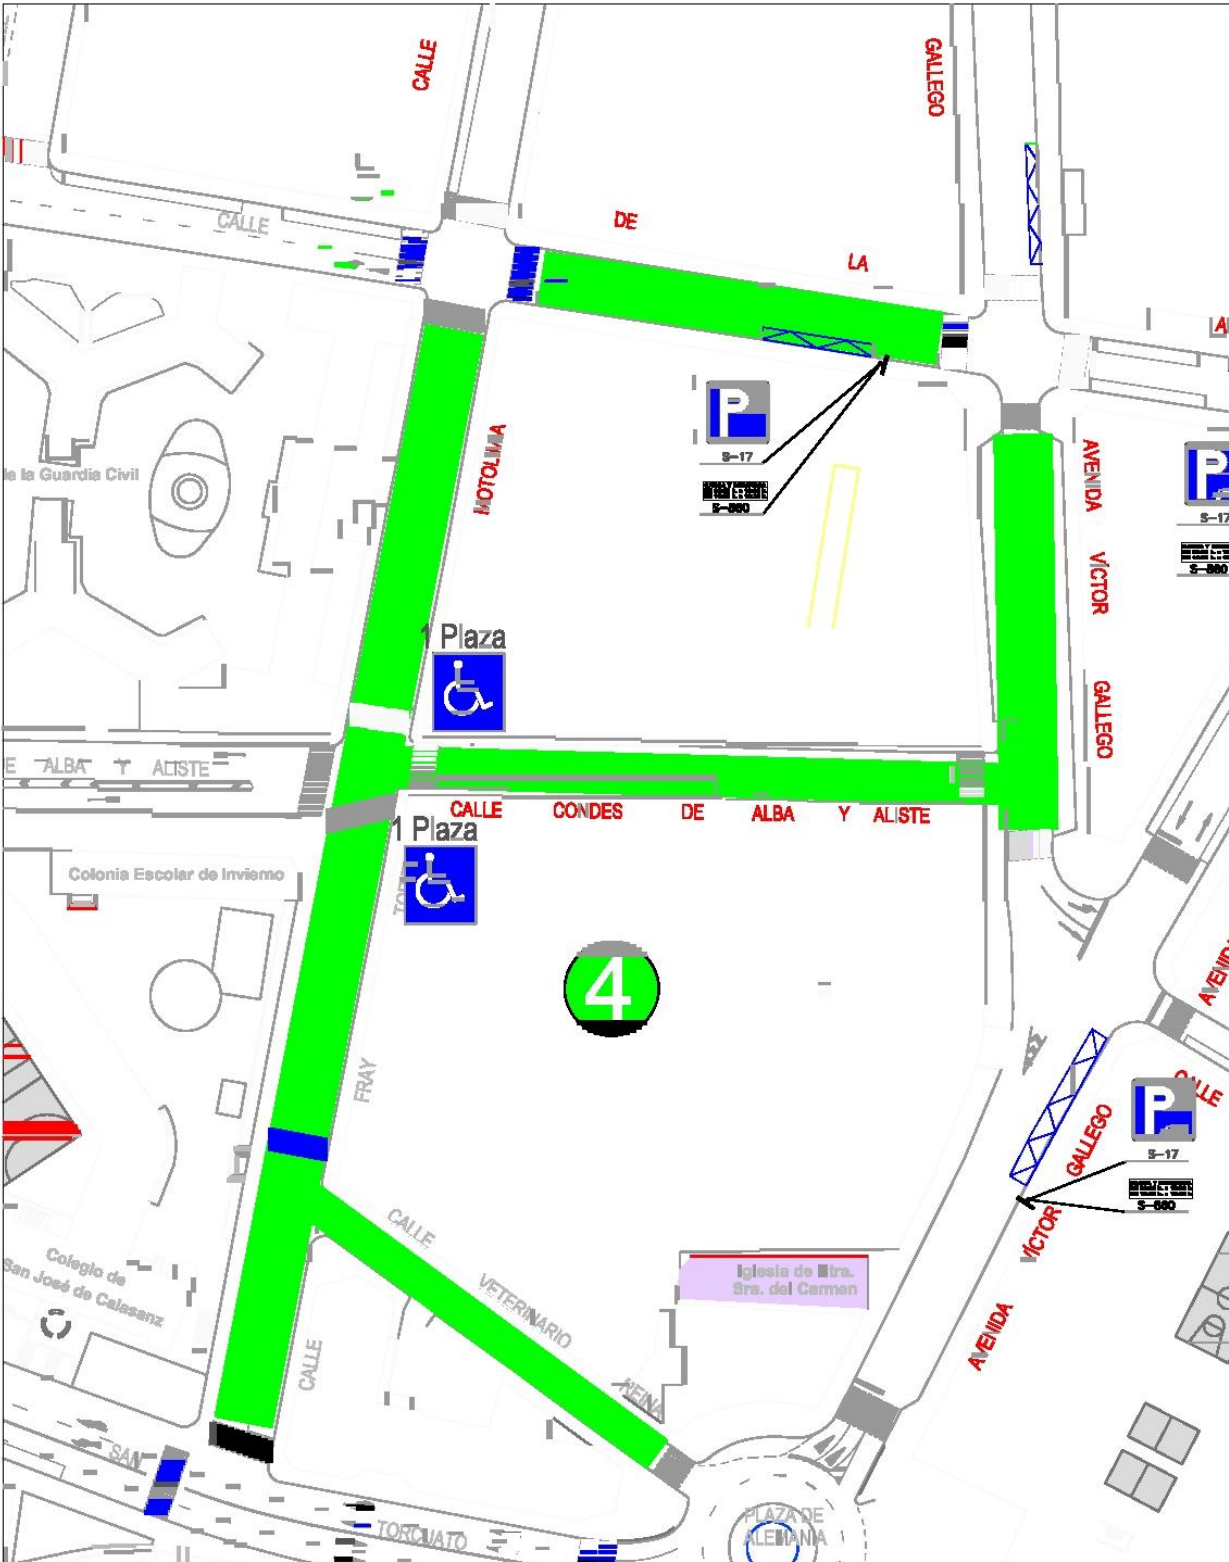 CALLE
GALLEGO
CALLE
DE
LA
P
S-17
S-860
MOTOLINIA
AVENIDA
VÍCTOR
GALLEGO
P
S-17
S-860
de la Guardia Civil
1 Plaza
ALBA Y ALISTE
CALLE CONDES DE ALBA Y ALISTE
1 Plaza
Colonia Escolar de Invierno
4
FRAY
AVENIDA
CALLE
P
S-17
S-860
GALLEGO
VÍCTOR
AVENIDA
CALLE
VETERINARIO
REINA
Iglesia de Ntra.
Sra. del Carmen
Colegio de
San José de Calasanz
CALLE
SAN
TORCUATO
PLAZA DE
ALEMANIA